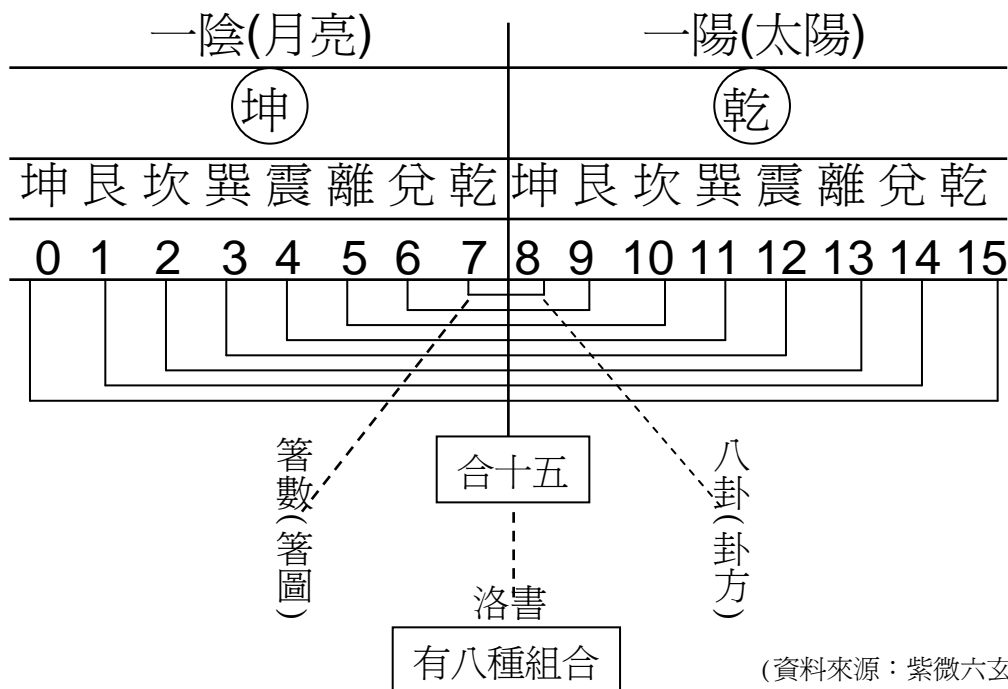 一陰(月亮) 一陽(太陽)
坤 乾
坤 艮 坎 巽 震 離 兌 乾 坤 艮 坎 巽 震 離 兌 乾
0 1 2 3 4 5 6 7 8 9 10 11 12 13 14 15
合十五
箸數(箸圖)
八卦(卦方)
洛書
有八種組合
(資料來源：紫微六玄